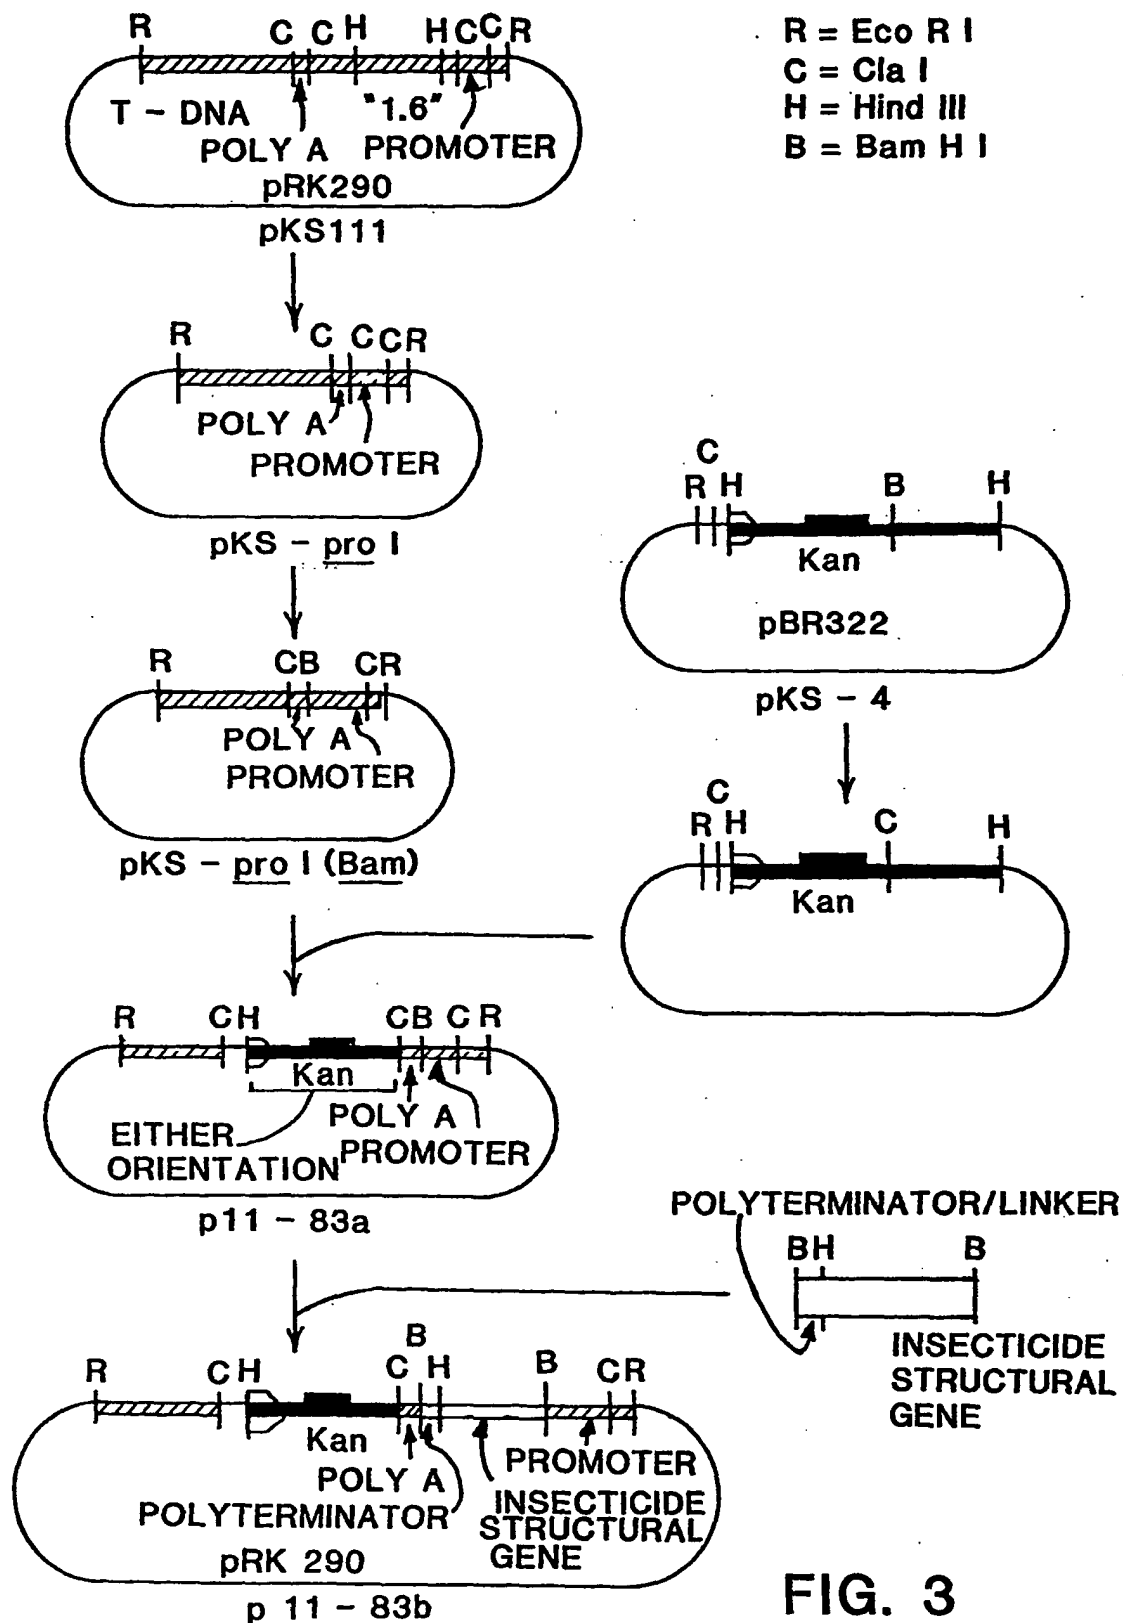 R C C H H C C R
R = Eco R I
C = Cla I
H = Hind III
B = Bam H I
T - DNA "1.6"
POLY A PROMOTER
pRK290
pKS111
R C C C R
POLY A
PROMOTER
pKS - pro I
C
R H B H
Kan
pBR322
pKS - 4
R C B C R
POLY A
PROMOTER
pKS - pro I (Bam)
C
R H C H
Kan
R C H C B C R
Kan
POLY A
PROMOTER
EITHER
ORIENTATION
p11 - 83a
POLYTERMINATOR/LINKER
B H B
INSECTICIDE
STRUCTURAL
GENE
B
R C H C H B C R
Kan
POLY A
PROMOTER
POLYTERMINATOR
INSECTICIDE
STRUCTURAL
GENE
pRK 290
p 11 - 83b
FIG. 3